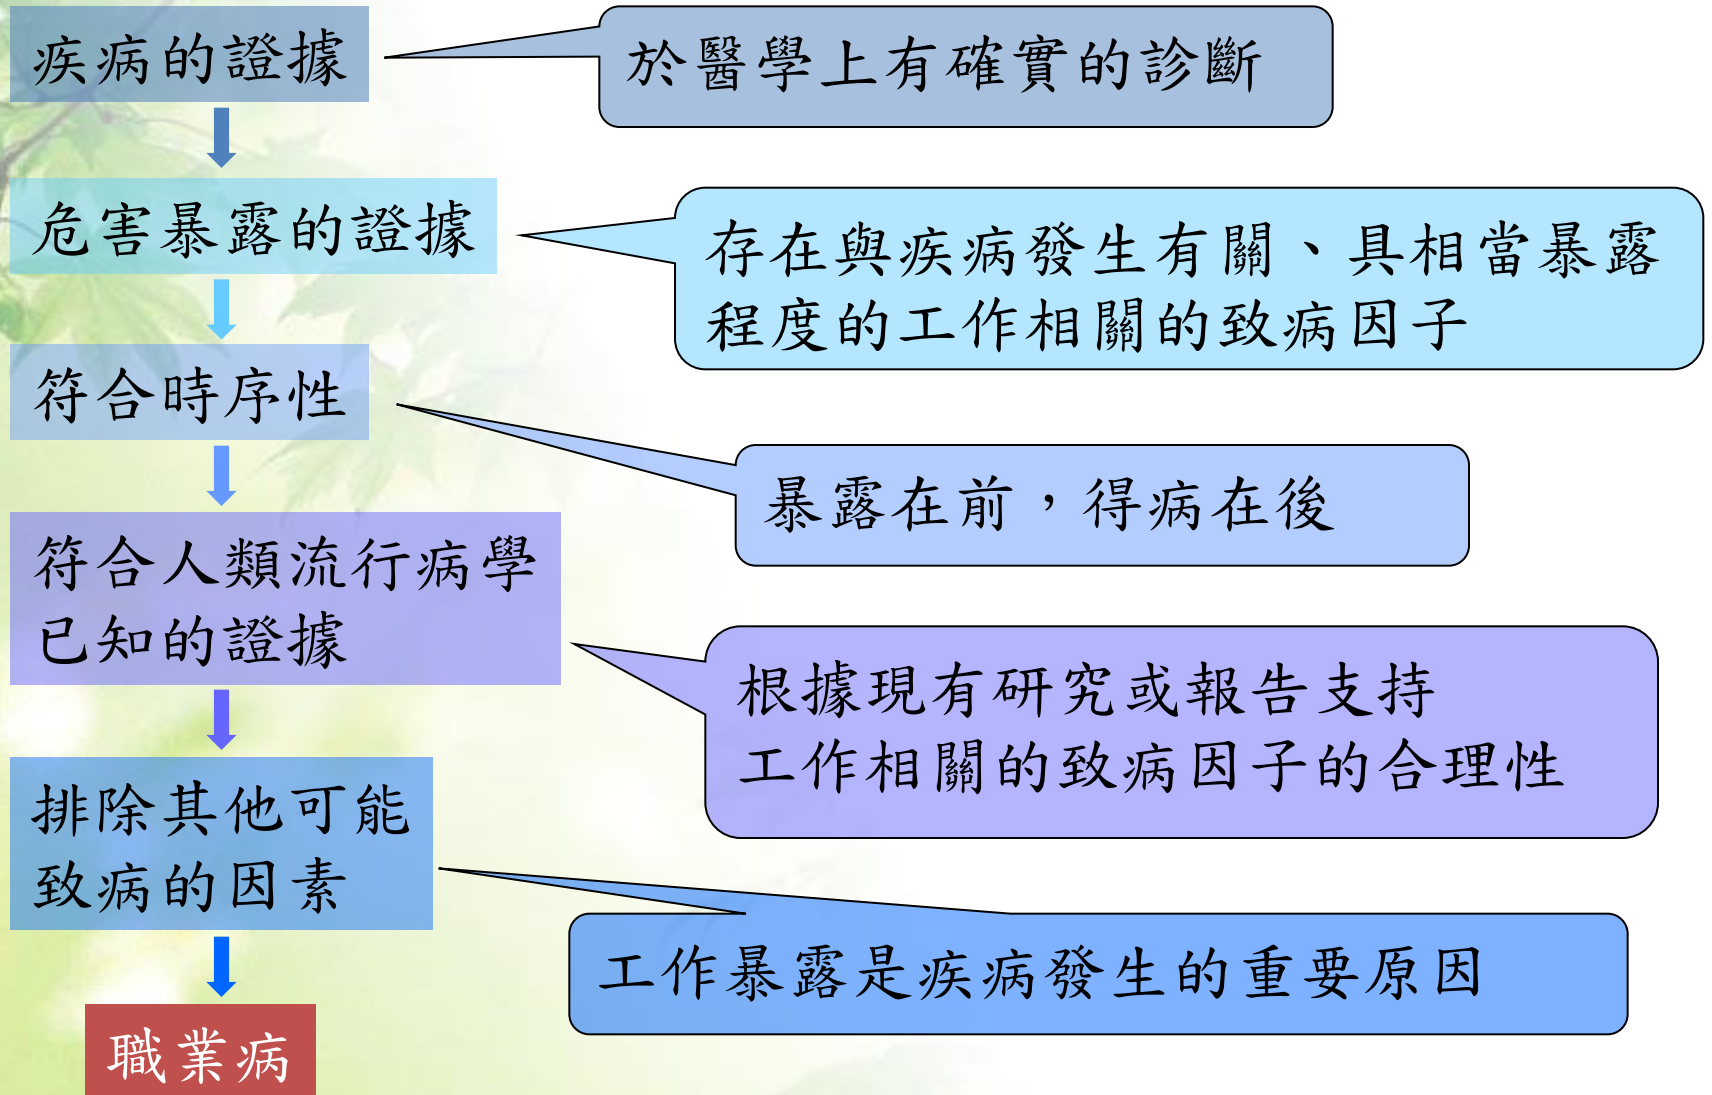 疾病的證據
於醫學上有確實的診斷
危害暴露的證據
存在與疾病發生有關、具相當暴露
程度的工作相關的致病因子
符合時序性
暴露在前，得病在後
符合人類流行病學
已知的證據
根據現有研究或報告支持
工作相關的致病因子的合理性
排除其他可能
致病的因素
工作暴露是疾病發生的重要原因
職業病